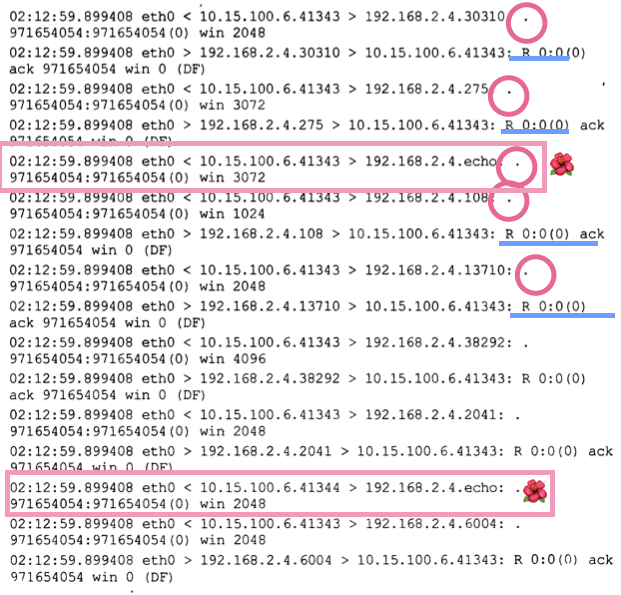 02:12:59.899408 eth0 < 10.15.100.6.41343 > 192.168.2.4.30310: .
971654054:971654054(0) win 2048
02:12:59.899408 eth0 > 192.168.2.4.30310 > 10.15.100.6.41343: R 0:0(0)
ack 971654054 win 0 (DF)
02:12:59.899408 eth0 < 10.15.100.6.41343 > 192.168.2.4.275: .
971654054:971654054(0) win 3072
02:12:59.899408 eth0 > 192.168.2.4.275 > 10.15.100.6.41343: R 0:0(0) ack
971654054 win 0 (DF)
02:12:59.899408 eth0 < 10.15.100.6.41343 > 192.168.2.4.echo: .
971654054:971654054(0) win 3072
02:12:59.899408 eth0 < 10.15.100.6.41343 > 192.168.2.4.108: .
971654054:971654054(0) win 1024
02:12:59.899408 eth0 > 192.168.2.4.108 > 10.15.100.6.41343: R 0:0(0) ack
971654054 win 0 (DF)
02:12:59.899408 eth0 < 10.15.100.6.41343 > 192.168.2.4.13710: .
971654054:971654054(0) win 2048
02:12:59.899408 eth0 > 192.168.2.4.13710 > 10.15.100.6.41343: R 0:0(0)
ack 971654054 win 0 (DF)
02:12:59.899408 eth0 < 10.15.100.6.41343 > 192.168.2.4.38292: .
971654054:971654054(0) win 4096
02:12:59.899408 eth0 > 192.168.2.4.38292 > 10.15.100.6.41343: R 0:0(0)
ack 971654054 win 0 (DF)
02:12:59.899408 eth0 < 10.15.100.6.41343 > 192.168.2.4.2041: .
971654054:971654054(0) win 2048
02:12:59.899408 eth0 > 192.168.2.4.2041 > 10.15.100.6.41343: R 0:0(0) ack
971654054 win 0 (DF)
02:12:59.899408 eth0 < 10.15.100.6.41344 > 192.168.2.4.echo: .
971654054:971654054(0) win 2048
02:12:59.899408 eth0 < 10.15.100.6.41343 > 192.168.2.4.6004: .
971654054:971654054(0) win 2048
02:12:59.899408 eth0 > 192.168.2.4.6004 > 10.15.100.6.41343: R 0:0(0) ack
971654054 win 0 (DF)